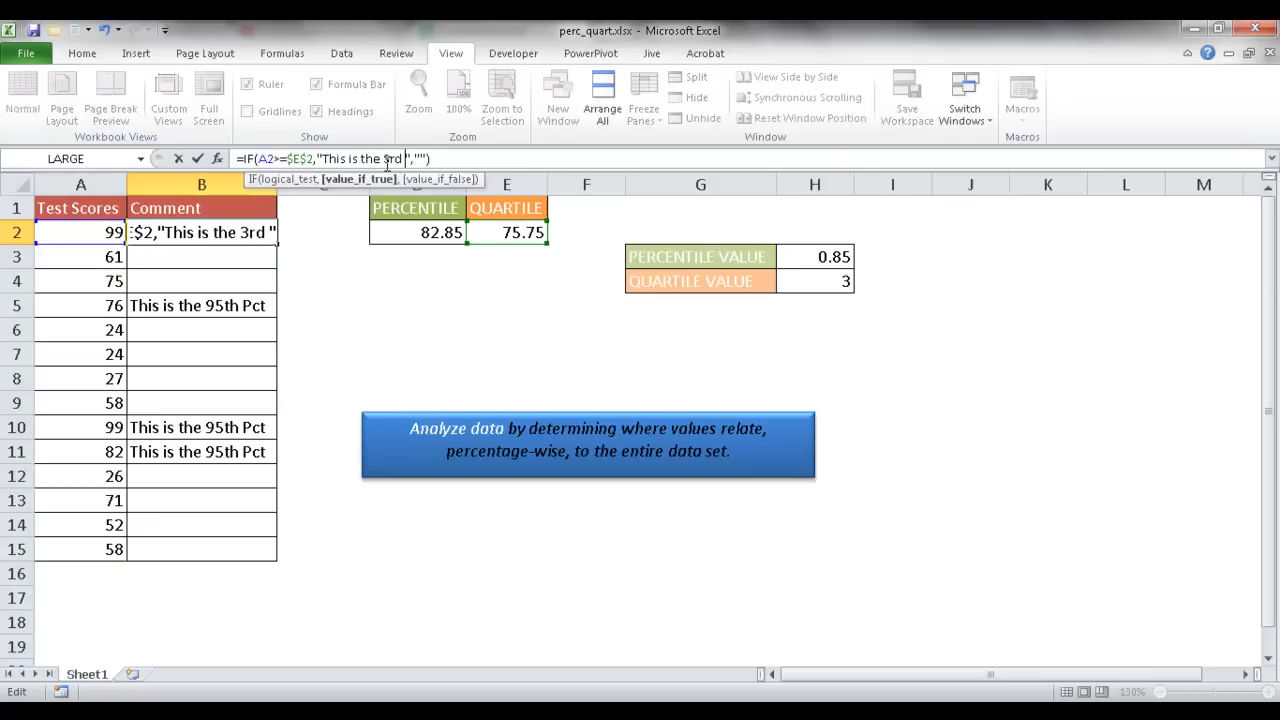 perc_quart.xlsx - Microsoft Excel
File Home Insert Page Layout Formulas Data Review View Developer PowerPivot Jive Acrobat
Normal
Page Layout
Page Break Preview
Custom Views
Full Screen
Workbook Views
Ruler
Formula Bar
Gridlines
Headings
Show
Zoom
100%
Zoom to Selection
Zoom
New Window
Arrange All
Freeze Panes
Split
Hide
Unhide
View Side by Side
Synchronous Scrolling
Reset Window Position
Window
Save Workspace
Switch Windows
Macros
Macros
LARGE fx =IF(A2>=$E$2,"This is the 3rd ","")
IF(logical_test, [value_if_true], [value_if_false])
A B D E F G H I J K L M
1 Test Scores Comment PERCENTILE QUARTILE
2 99 E$2,"This is the 3rd " 82.85 75.75
3 61 PERCENTILE VALUE 0.85
4 75 QUARTILE VALUE 3
5 76 This is the 95th Pct
6 24
7 24
8 27
9 58
10 99 This is the 95th Pct
11 82 This is the 95th Pct
12 26
13 71
14 52
15 58
16
17
18
19
Analyze data by determining where values relate,
percentage-wise, to the entire data set.
Sheet1
Edit 130%